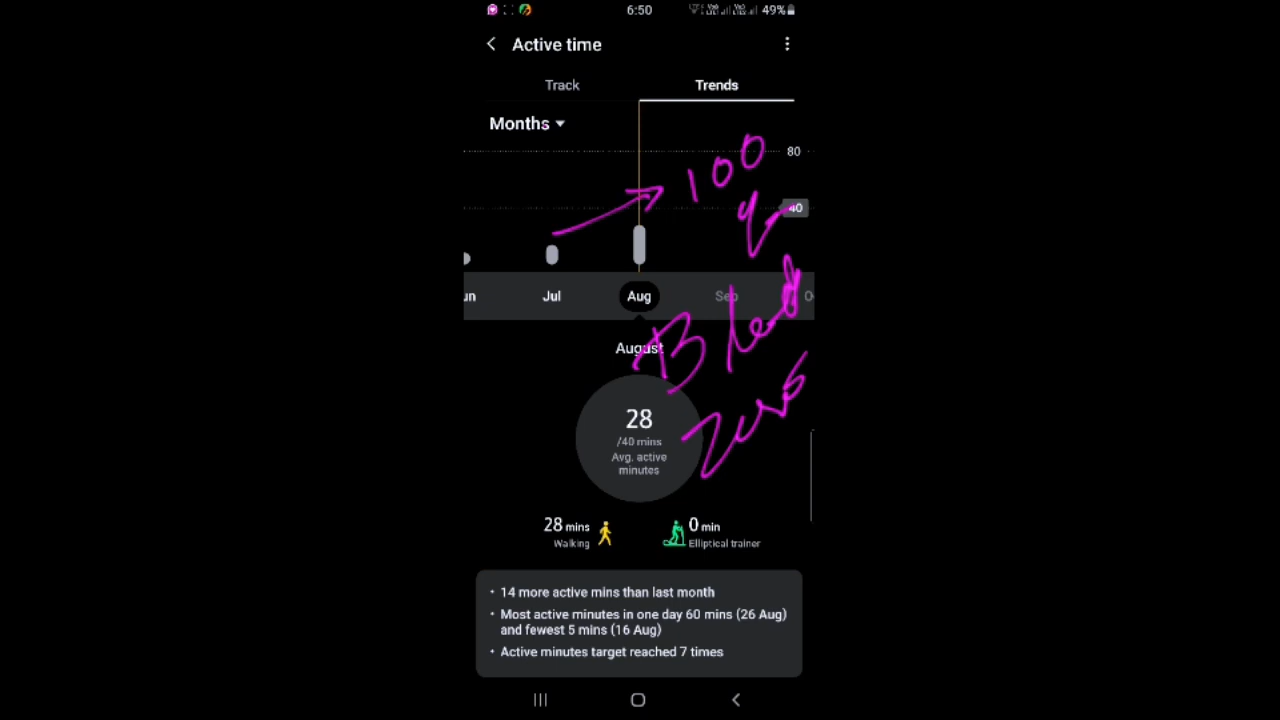 6:50 49%
Active time
Track Trends
Months
80
100
40
un Jul Aug Sep O
August
28
/40 mins
Avg. active
minutes
Zero
28 mins
Walking
0 min
Elliptical trainer
• 14 more active mins than last month
• Most active minutes in one day 60 mins (26 Aug)
and fewest 5 mins (16 Aug)
• Active minutes target reached 7 times